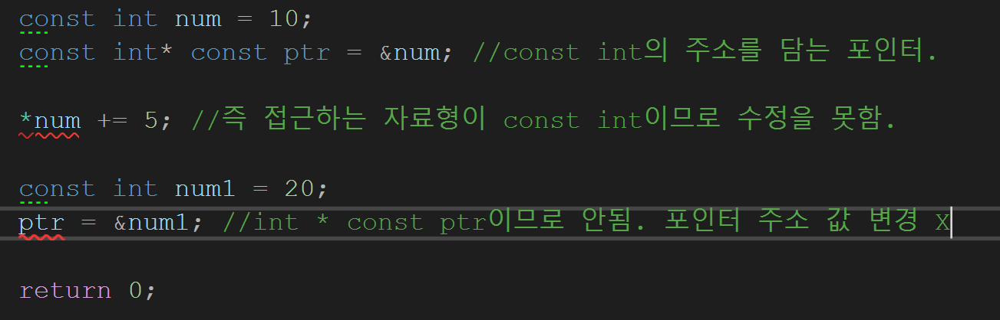 const int num = 10;
const int* const ptr = &num; //const int의 주소를 담는 포인터.
*num += 5; //즉 접근하는 자료형이 const int이므로 수정을 못함.
const int num1 = 20;
ptr = &num1; //int * const ptr이므로 안됨. 포인터 주소 값 변경 X
return 0;